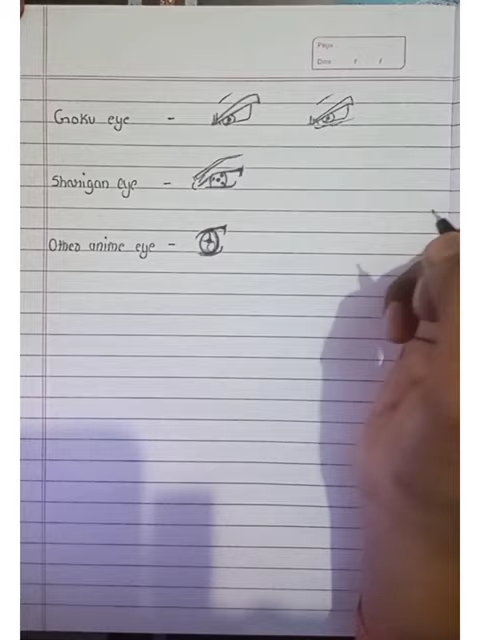 Page
Date / /
Goku eye -
Sharigan eye -
Other anime eye -